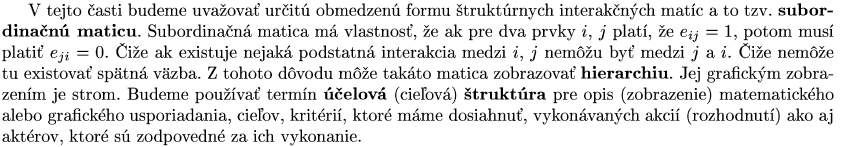 V tejto časti budeme uvažovať určitú obmedzenú formu štruktúrnych interakčných matíc a to tzv. subor-
dinačnú maticu. Subordinačná matica má vlastnosť, že ak pre dva prvky i, j platí, že e_{ij} = 1, potom musí
platiť e_{ji} = 0. Čiže ak existuje nejaká podstatná interakcia medzi i, j nemôžu byť medzi j a i. Čiže nemôže
tu existovať spätná väzba. Z tohoto dôvodu môže takáto matica zobrazovať hierarchiu. Jej grafickým zobra-
zením je strom. Budeme používať termín účelová (cieľová) štruktúra pre opis (zobrazenie) matematického
alebo grafického usporiadania, cieľov, kritérií, ktoré máme dosiahnuť, vykonávaných akcií (rozhodnutí) ako aj
aktérov, ktoré sú zodpovedné za ich vykonanie.